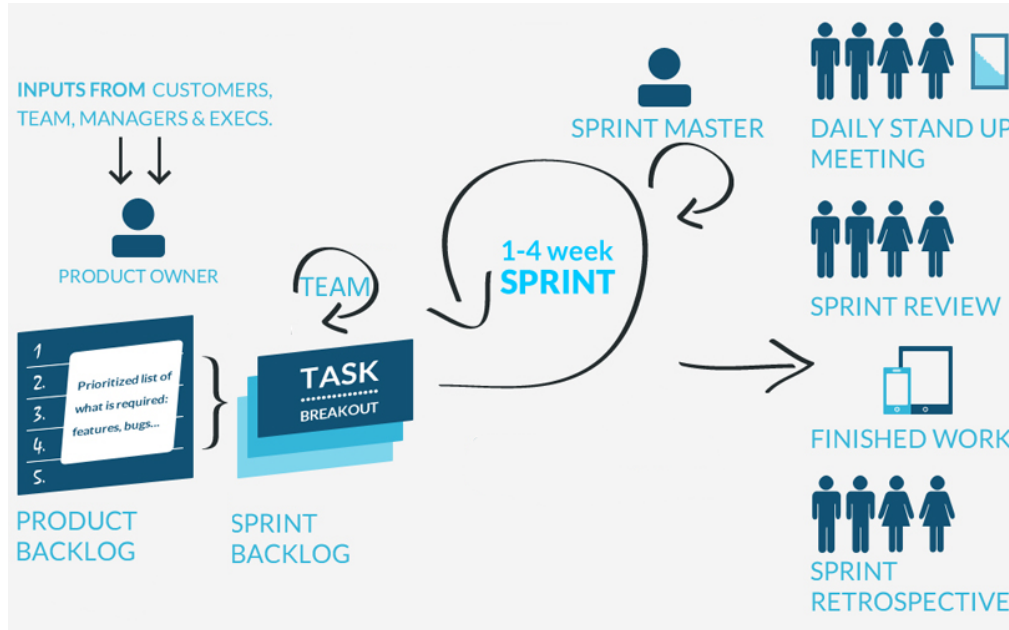 INPUTS FROM CUSTOMERS,
TEAM, MANAGERS & EXECS.
PRODUCT OWNER
1
2.
3.
4.
5.
Prioritized list of
what is required:
features, bugs...
PRODUCT
BACKLOG
TEAM
TASK
BREAKOUT
SPRINT
BACKLOG
1-4 week
SPRINT
SPRINT MASTER
DAILY STAND UP
MEETING
SPRINT REVIEW
FINISHED WORK
SPRINT
RETROSPECTIVE